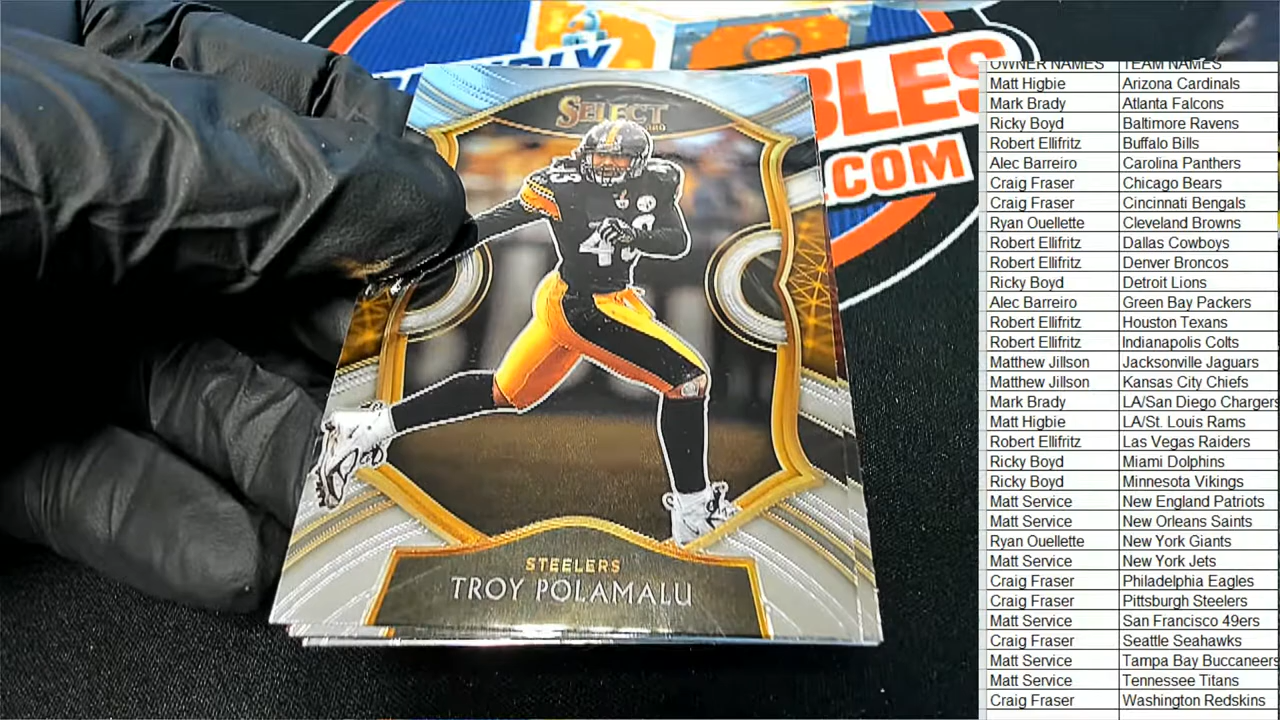 BLES
.COM
SELECT
STEELERS
TROY POLAMALU
43
OWNER NAMES TEAM NAMES
Matt Higbie Arizona Cardinals
Mark Brady Atlanta Falcons
Ricky Boyd Baltimore Ravens
Robert Ellifritz Buffalo Bills
Alec Barreiro Carolina Panthers
Craig Fraser Chicago Bears
Craig Fraser Cincinnati Bengals
Ryan Ouellette Cleveland Browns
Robert Ellifritz Dallas Cowboys
Robert Ellifritz Denver Broncos
Ricky Boyd Detroit Lions
Alec Barreiro Green Bay Packers
Robert Ellifritz Houston Texans
Robert Ellifritz Indianapolis Colts
Matthew Jillson Jacksonville Jaguars
Matthew Jillson Kansas City Chiefs
Mark Brady LA/San Diego Chargers
Matt Higbie LA/St. Louis Rams
Robert Ellifritz Las Vegas Raiders
Ricky Boyd Miami Dolphins
Ricky Boyd Minnesota Vikings
Matt Service New England Patriots
Matt Service New Orleans Saints
Ryan Ouellette New York Giants
Matt Service New York Jets
Craig Fraser Philadelphia Eagles
Craig Fraser Pittsburgh Steelers
Matt Service San Francisco 49ers
Craig Fraser Seattle Seahawks
Matt Service Tampa Bay Buccaneers
Matt Service Tennessee Titans
Craig Fraser Washington Redskins